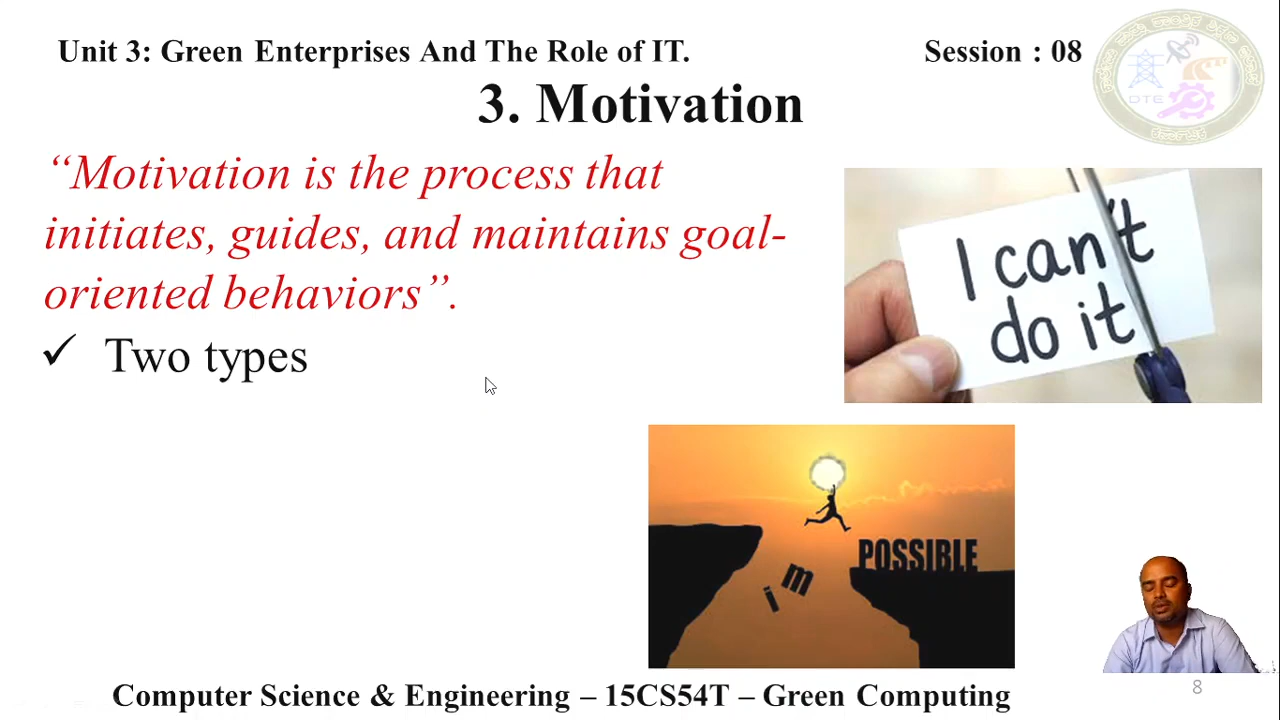 Unit 3: Green Enterprises And The Role of IT.
Session : 08
3. Motivation
“Motivation is the process that
initiates, guides, and maintains goal-
oriented behaviors”.
✓ Two types
I can't
do it
DTE
im
POSSIBLE
Computer Science & Engineering – 15CS54T – Green Computing
8